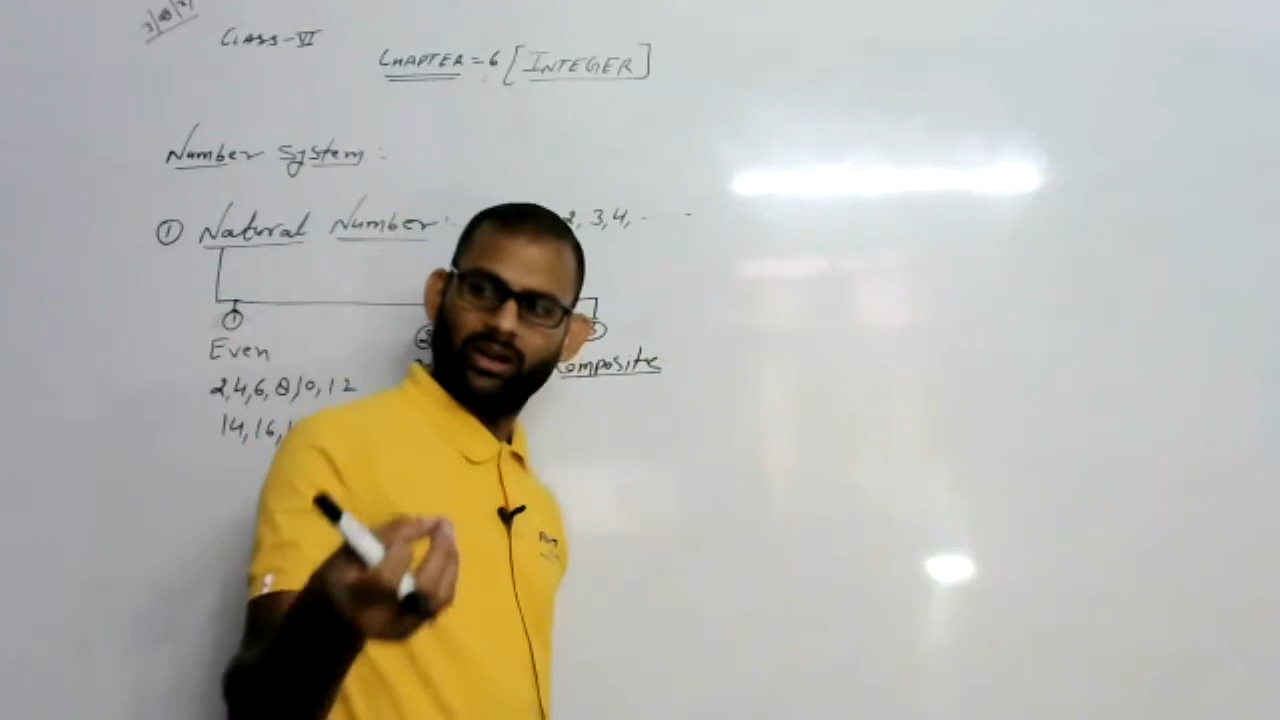 CLASS-VI
CHAPTER = 6 [INTEGER]
Number System:
① Natural Number: 2, 3, 4, - -
①
Even
Composite
2, 4, 6, 8, 10, 12
14, 16,